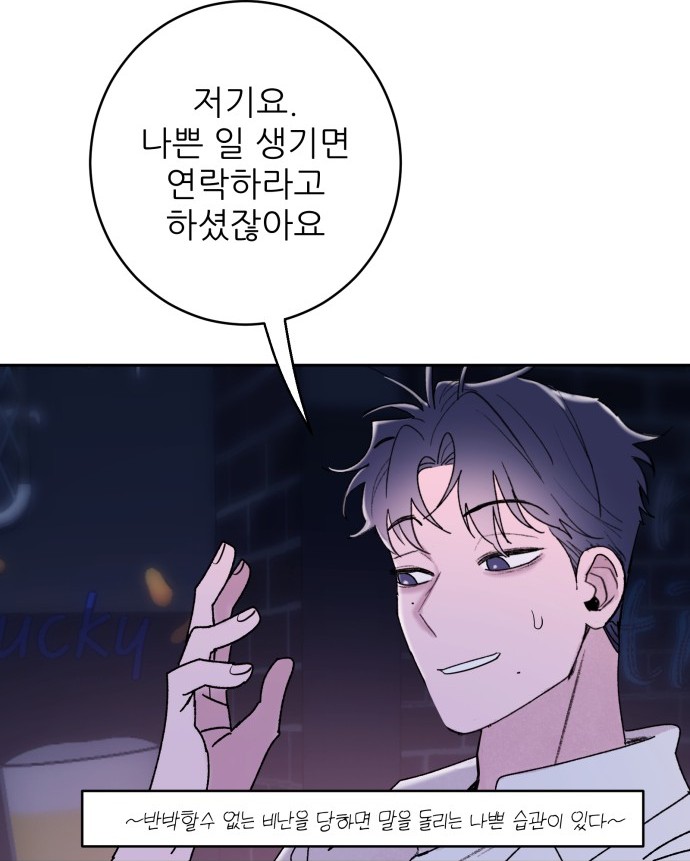 저기요.
나쁜 일 생기면
연락하라고
하셨잖아요
ucky
~반박할수 없는 비난을 당하면 말을 돌리는 나쁜 습관이 있다~